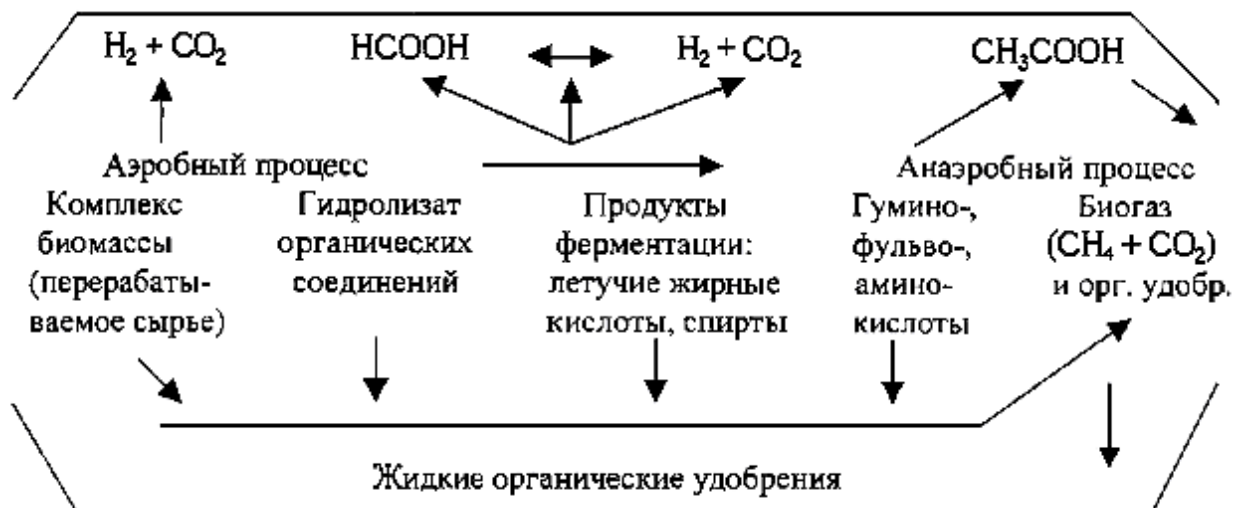 H₂ + CO₂ HCOOH H₂ + CO₂ CH₃COOH
Аэробный процесс Анаэробный процесс
Комплекс
биомассы
(перерабаты-
ваемое сырье)
Гидролизат
органических
соединений
Продукты
ферментации:
летучие жирные
кислоты, спирты
Гумино-,
фульво-,
амино-
кислоты
Биогаз
(CH₄ + CO₂)
и орг. удобр.
Жидкие органические удобрения